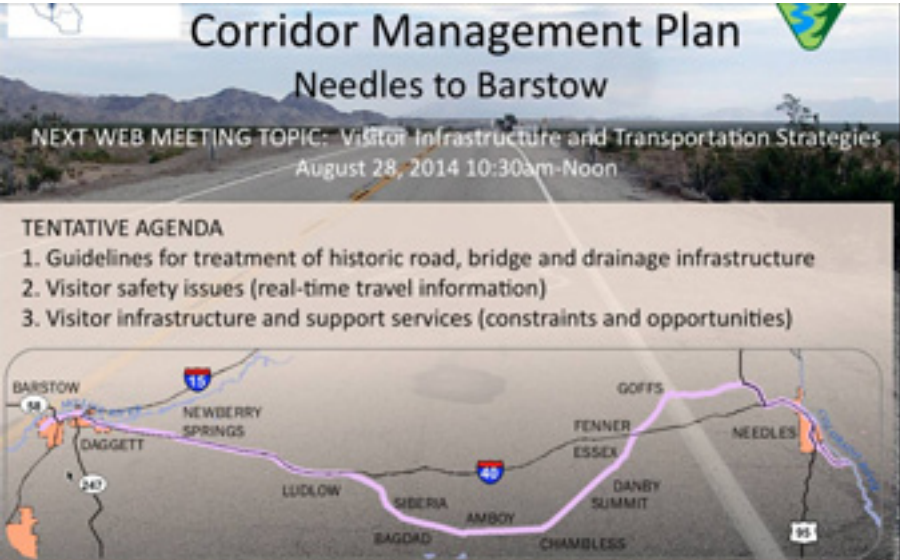 Corridor Management Plan
Needles to Barstow
NEXT WEB MEETING TOPIC: Visitor Infrastructure and Transportation Strategies
August 28, 2014 10:30am-Noon
TENTATIVE AGENDA
1. Guidelines for treatment of historic road, bridge and drainage infrastructure
2. Visitor safety issues (real-time travel information)
3. Visitor infrastructure and support services (constraints and opportunities)
BARSTOW
58
15
DAGGETT
NEWBERRY
SPRINGS
247
LUDLOW
40
SIBERIA
BAGDAD
AMBOY
CHAMBLESS
DANBY
SUMMIT
ESSEX
FENNER
GOFFS
NEEDLES
95